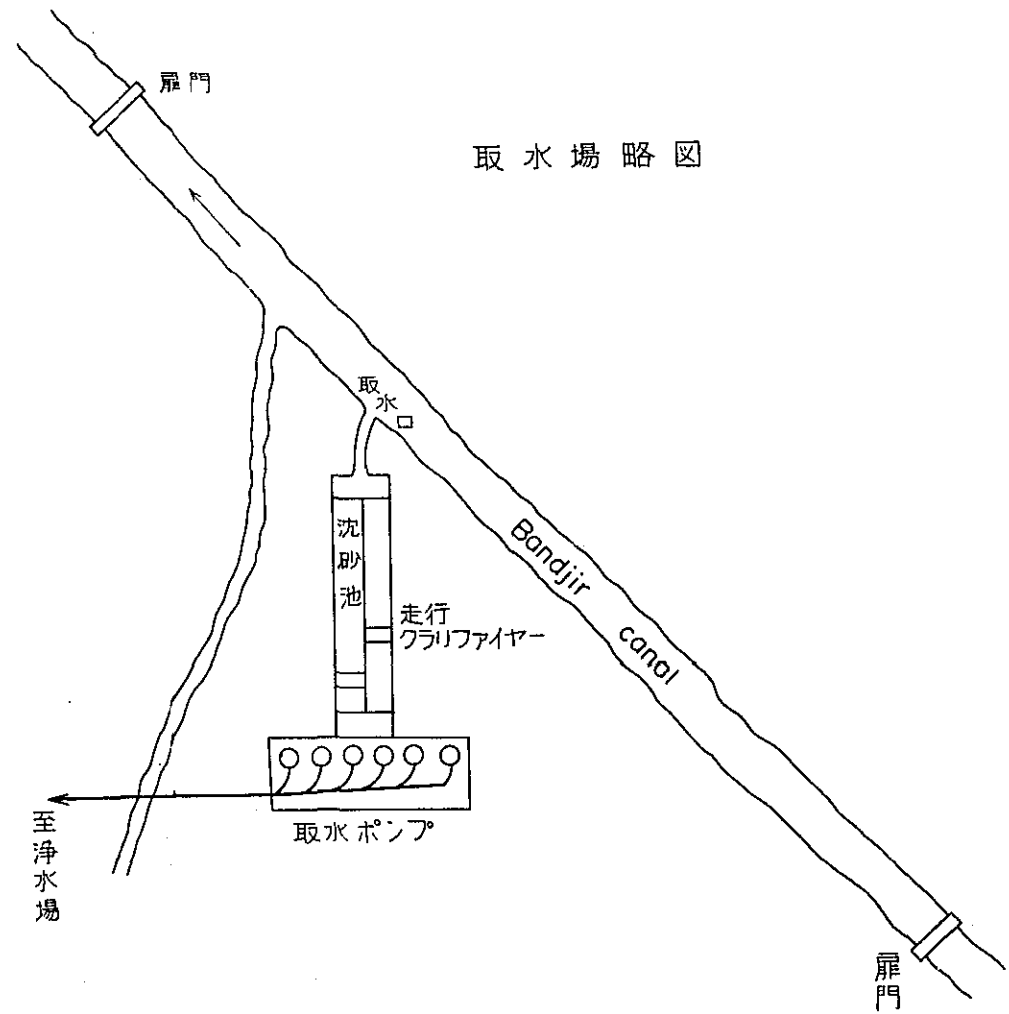 扉門
取水場略図
取水口
Bandjir canal
沈砂池
走行
クラリファイヤー
取水ポンプ
至浄水場
扉門